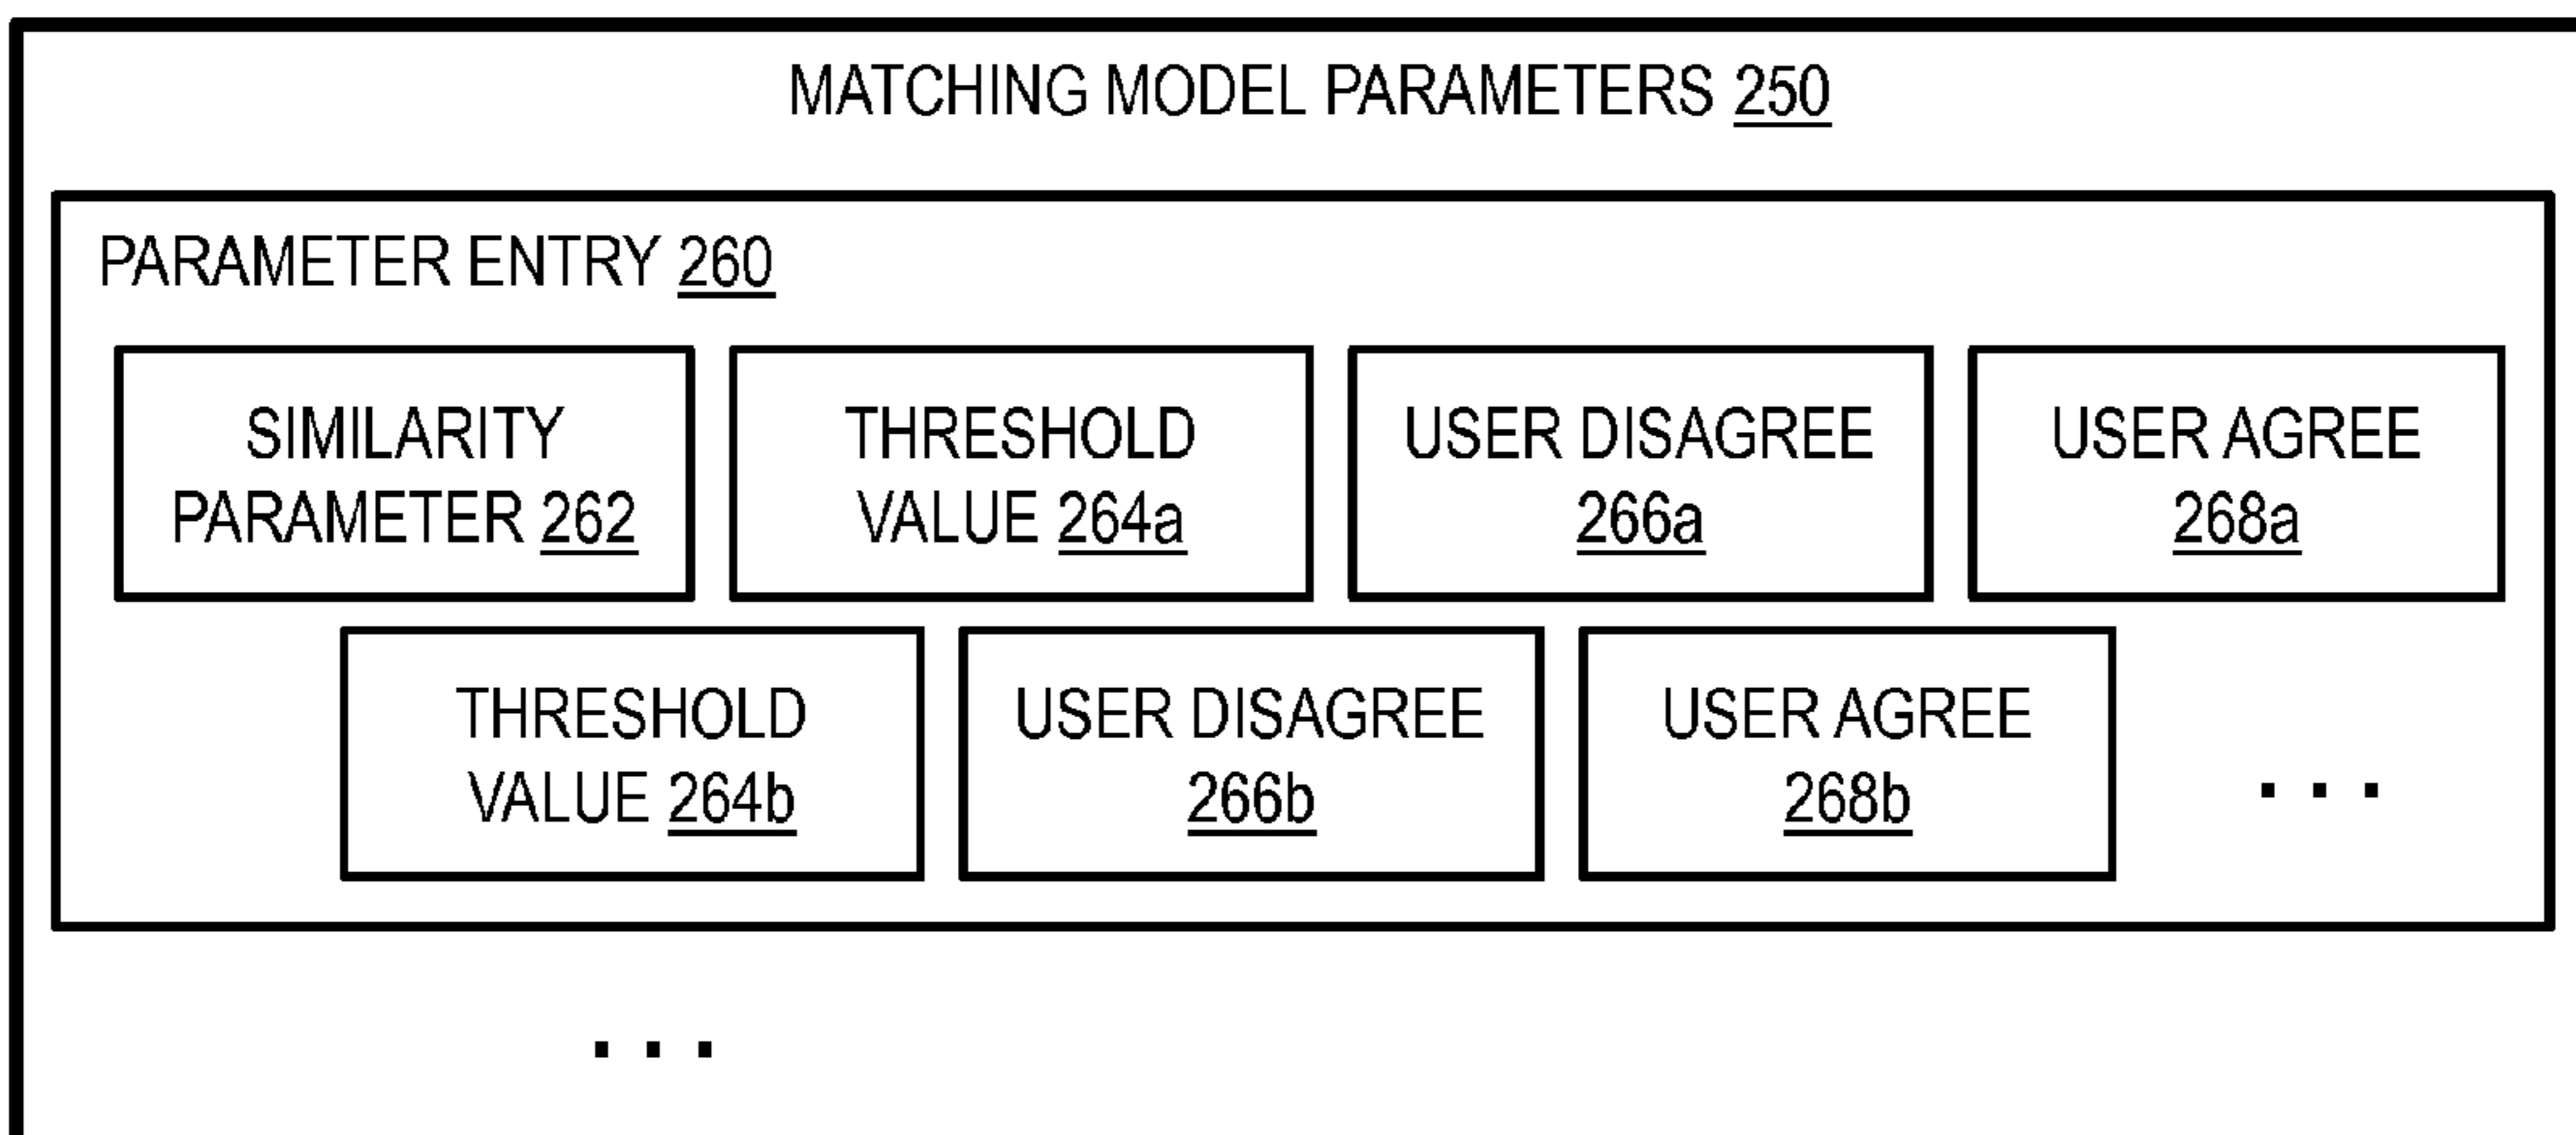 MATCHING MODEL PARAMETERS 250
PARAMETER ENTRY 260
SIMILARITY
PARAMETER 262
THRESHOLD
VALUE 264a
USER DISAGREE
266a
USER AGREE
268a
THRESHOLD
VALUE 264b
USER DISAGREE
266b
USER AGREE
268b
. . .
. . .